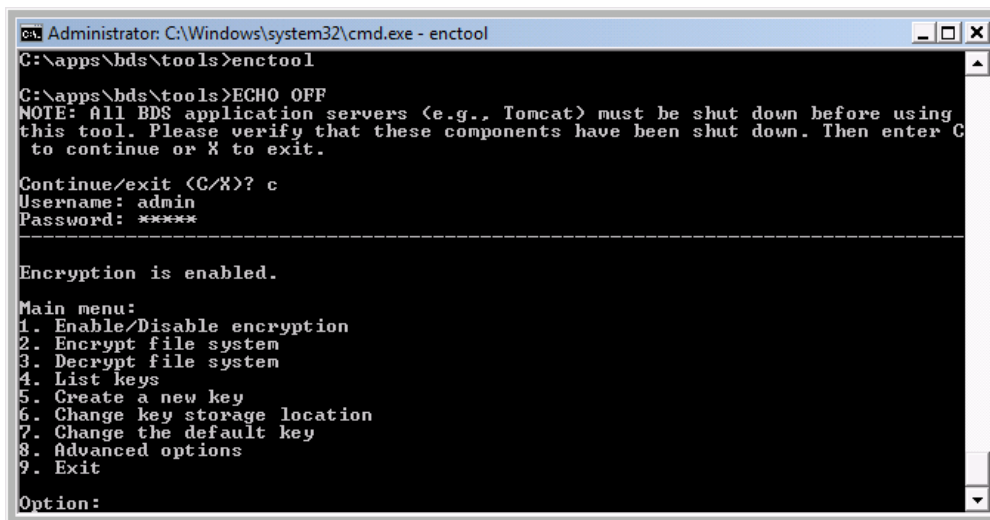 Administrator: C:\Windows\system32\cmd.exe - enctool
C:\apps\bds\tools>enctool
C:\apps\bds\tools>ECHO OFF
NOTE: All BDS application servers (e.g., Tomcat) must be shut down before using
this tool. Please verify that these components have been shut down. Then enter C
 to continue or X to exit.
Continue/exit (C/X)? c
Username: admin
Password: *****
--------------------------------------------------------------------------------
Encryption is enabled.
Main menu:
1. Enable/Disable encryption
2. Encrypt file system
3. Decrypt file system
4. List keys
5. Create a new key
6. Change key storage location
7. Change the default key
8. Advanced options
9. Exit
Option: